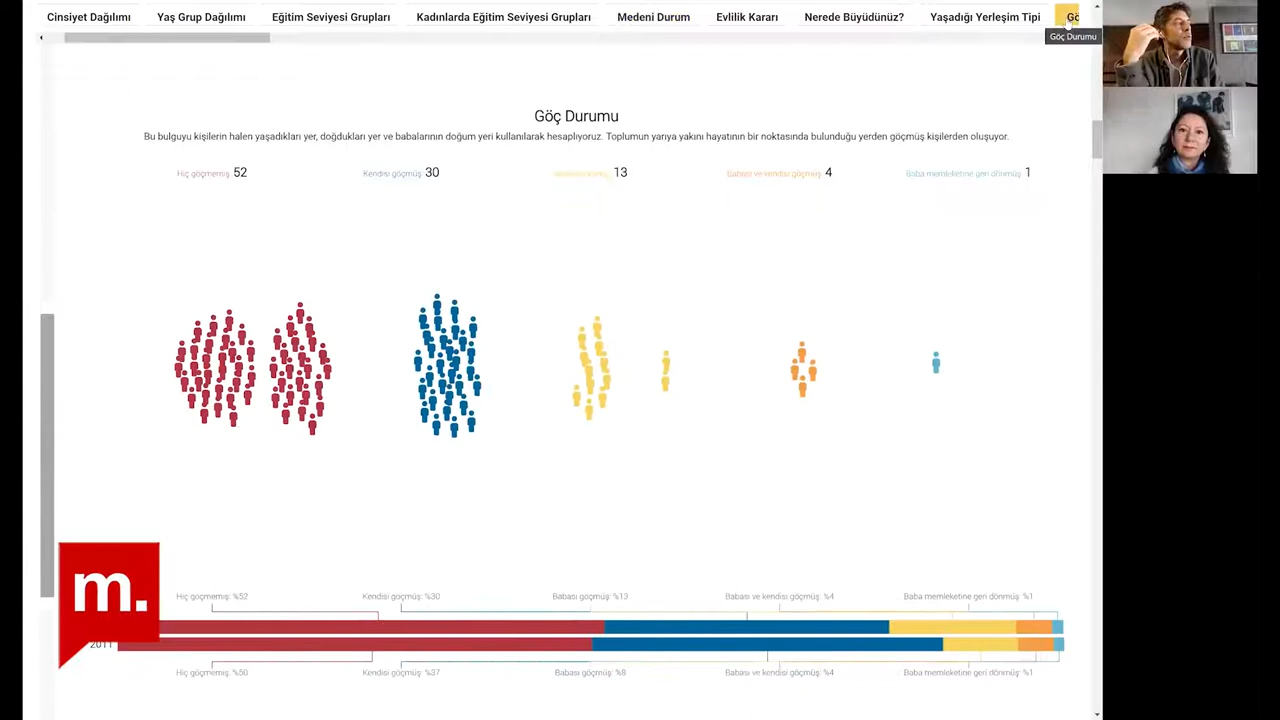 Cinsiyet Dağılımı Yaş Grup Dağılımı Eğitim Seviyesi Grupları Kadınlarda Eğitim Seviyesi Grupları Medeni Durum Evlilik Kararı Nerede Büyüdünüz? Yaşadığı Yerleşim Tipi Gö
Göç Durumu
Göç Durumu
Bu bulguyu kişilerin halen yaşadıkları yer, doğdukları yer ve babalarının doğum yeri kullanılarak hesaplıyoruz. Toplumun yarıya yakını hayatının bir noktasında bulunduğu yerden göçmüş kişilerden oluşuyor.
Hiç göçmemiş 52 Kendisi göçmüş 30 13 Babası ve kendisi göçmüş 4 Baba memleketine geri dönmüş 1
m.
Hiç göçmemiş: %52 Kendisi göçmüş: %30 Babası göçmüş: %13 Babası ve kendisi göçmüş: %4 Baba memleketine geri dönmüş: %1
2011
Hiç göçmemiş: %50 Kendisi göçmüş: %37 Babası göçmüş: %8 Babası ve kendisi göçmüş: %4 Baba memleketine geri dönmüş: %1